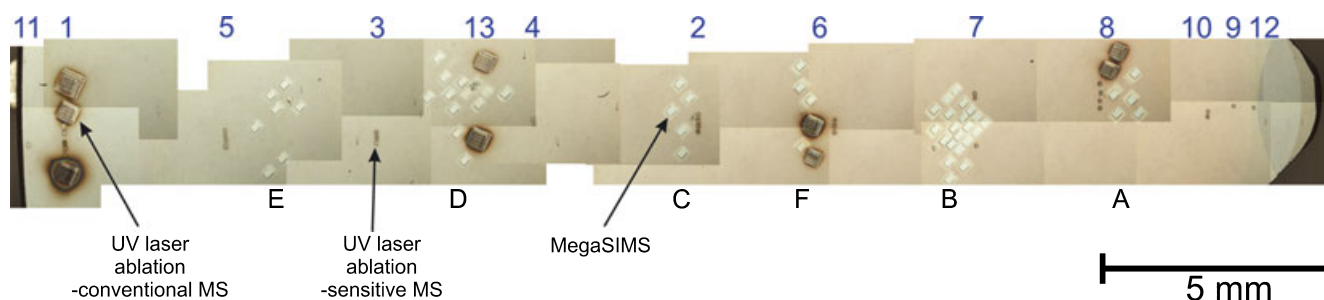 11 1 5 3 13 4 2 6 7 8 10 9 12
E D C F B A
UV laser
ablation
-conventional MS
UV laser
ablation
-sensitive MS
MegaSIMS
5 mm